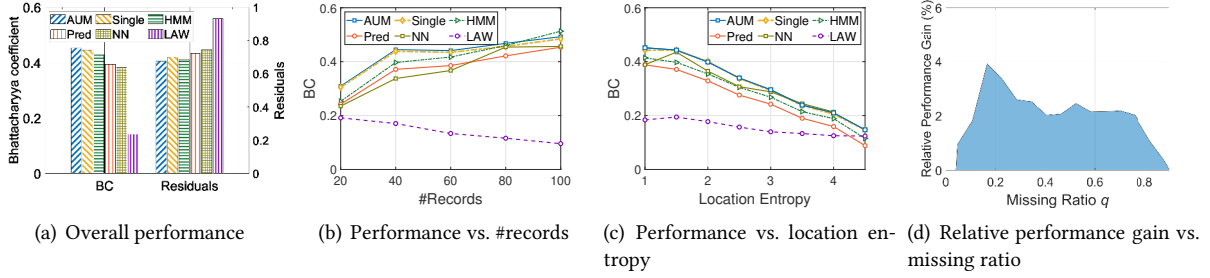 Bhattacharyya coefficient
0.6
0.4
0.2
0
AUM Single HMM
Pred NN LAW
BC Residuals
1
0.8
0.6
0.4
0.2
0
Residuals
(a) Overall performance
BC
0.6
0.4
0.2
0
AUM Single HMM
Pred NN LAW
20 40 60 80 100
#Records
(b) Performance vs. #records
BC
0.6
0.4
0.2
0
AUM Single HMM
Pred NN LAW
1 2 3 4
Location Entropy
(c) Performance vs. location en-
tropy
Relative Performance Gain (%)
6
4
2
0
0.2 0.4 0.6 0.8
Missing Ratio q
(d) Relative performance gain vs.
missing ratio